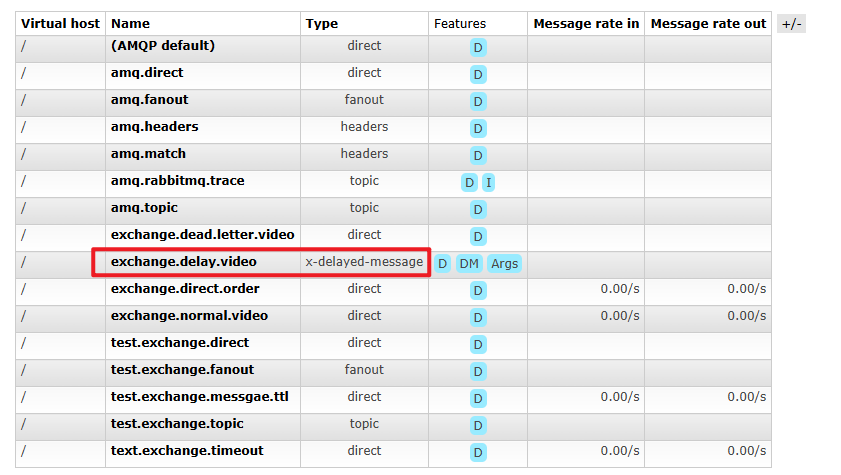 Virtual host Name Type Features Message rate in Message rate out +/-
/ (AMQP default) direct D
/ amq.direct direct D
/ amq.fanout fanout D
/ amq.headers headers D
/ amq.match headers D
/ amq.rabbitmq.trace topic D I
/ amq.topic topic D
/ exchange.dead.letter.video direct D
/ exchange.delay.video x-delayed-message D DM Args
/ exchange.direct.order direct D 0.00/s 0.00/s
/ exchange.normal.video direct D 0.00/s 0.00/s
/ test.exchange.direct direct D
/ test.exchange.fanout fanout D
/ test.exchange.messgae.ttl direct D 0.00/s 0.00/s
/ test.exchange.topic topic D
/ text.exchange.timeout direct D 0.00/s 0.00/s